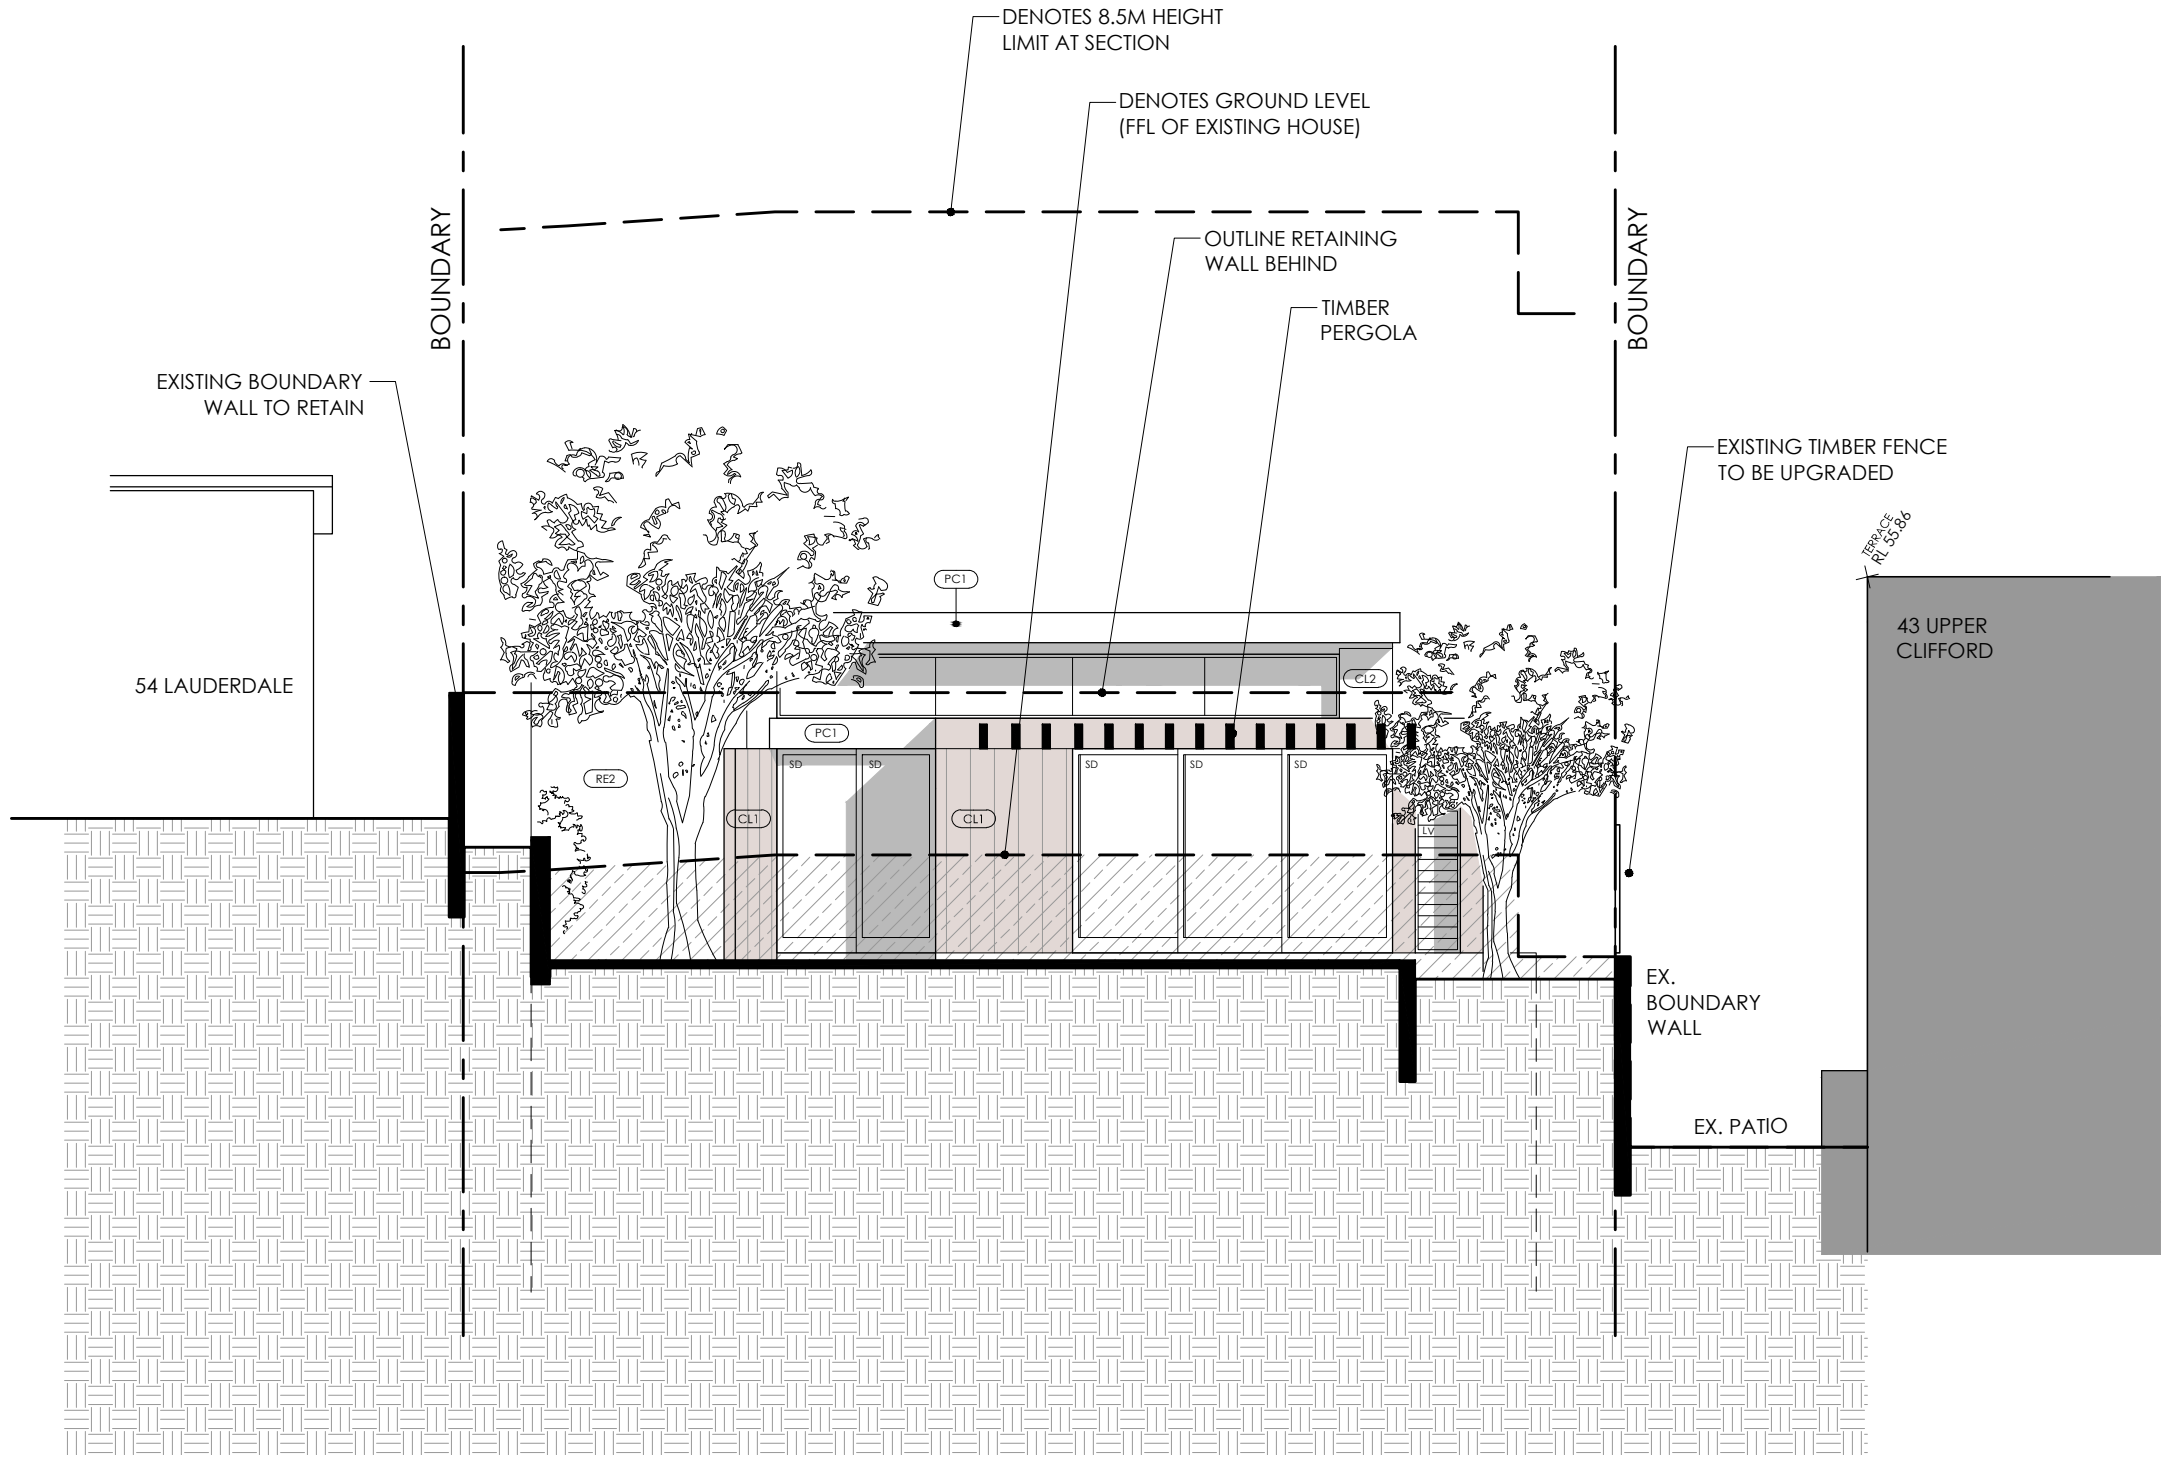 DENOTES 8.5M HEIGHT
LIMIT AT SECTION
DENOTES GROUND LEVEL
(FFL OF EXISTING HOUSE)
BOUNDARY
BOUNDARY
OUTLINE RETAINING
WALL BEHIND
TIMBER
PERGOLA
EXISTING BOUNDARY
WALL TO RETAIN
EXISTING TIMBER FENCE
TO BE UPGRADED
TERRACE
RL 55.86
PC1
43 UPPER
CLIFFORD
54 LAUDERDALE
CL2
PC1
RE2
SD
SD
SD
SD
SD
CL1
CL1
LV
EX.
BOUNDARY
WALL
EX. PATIO